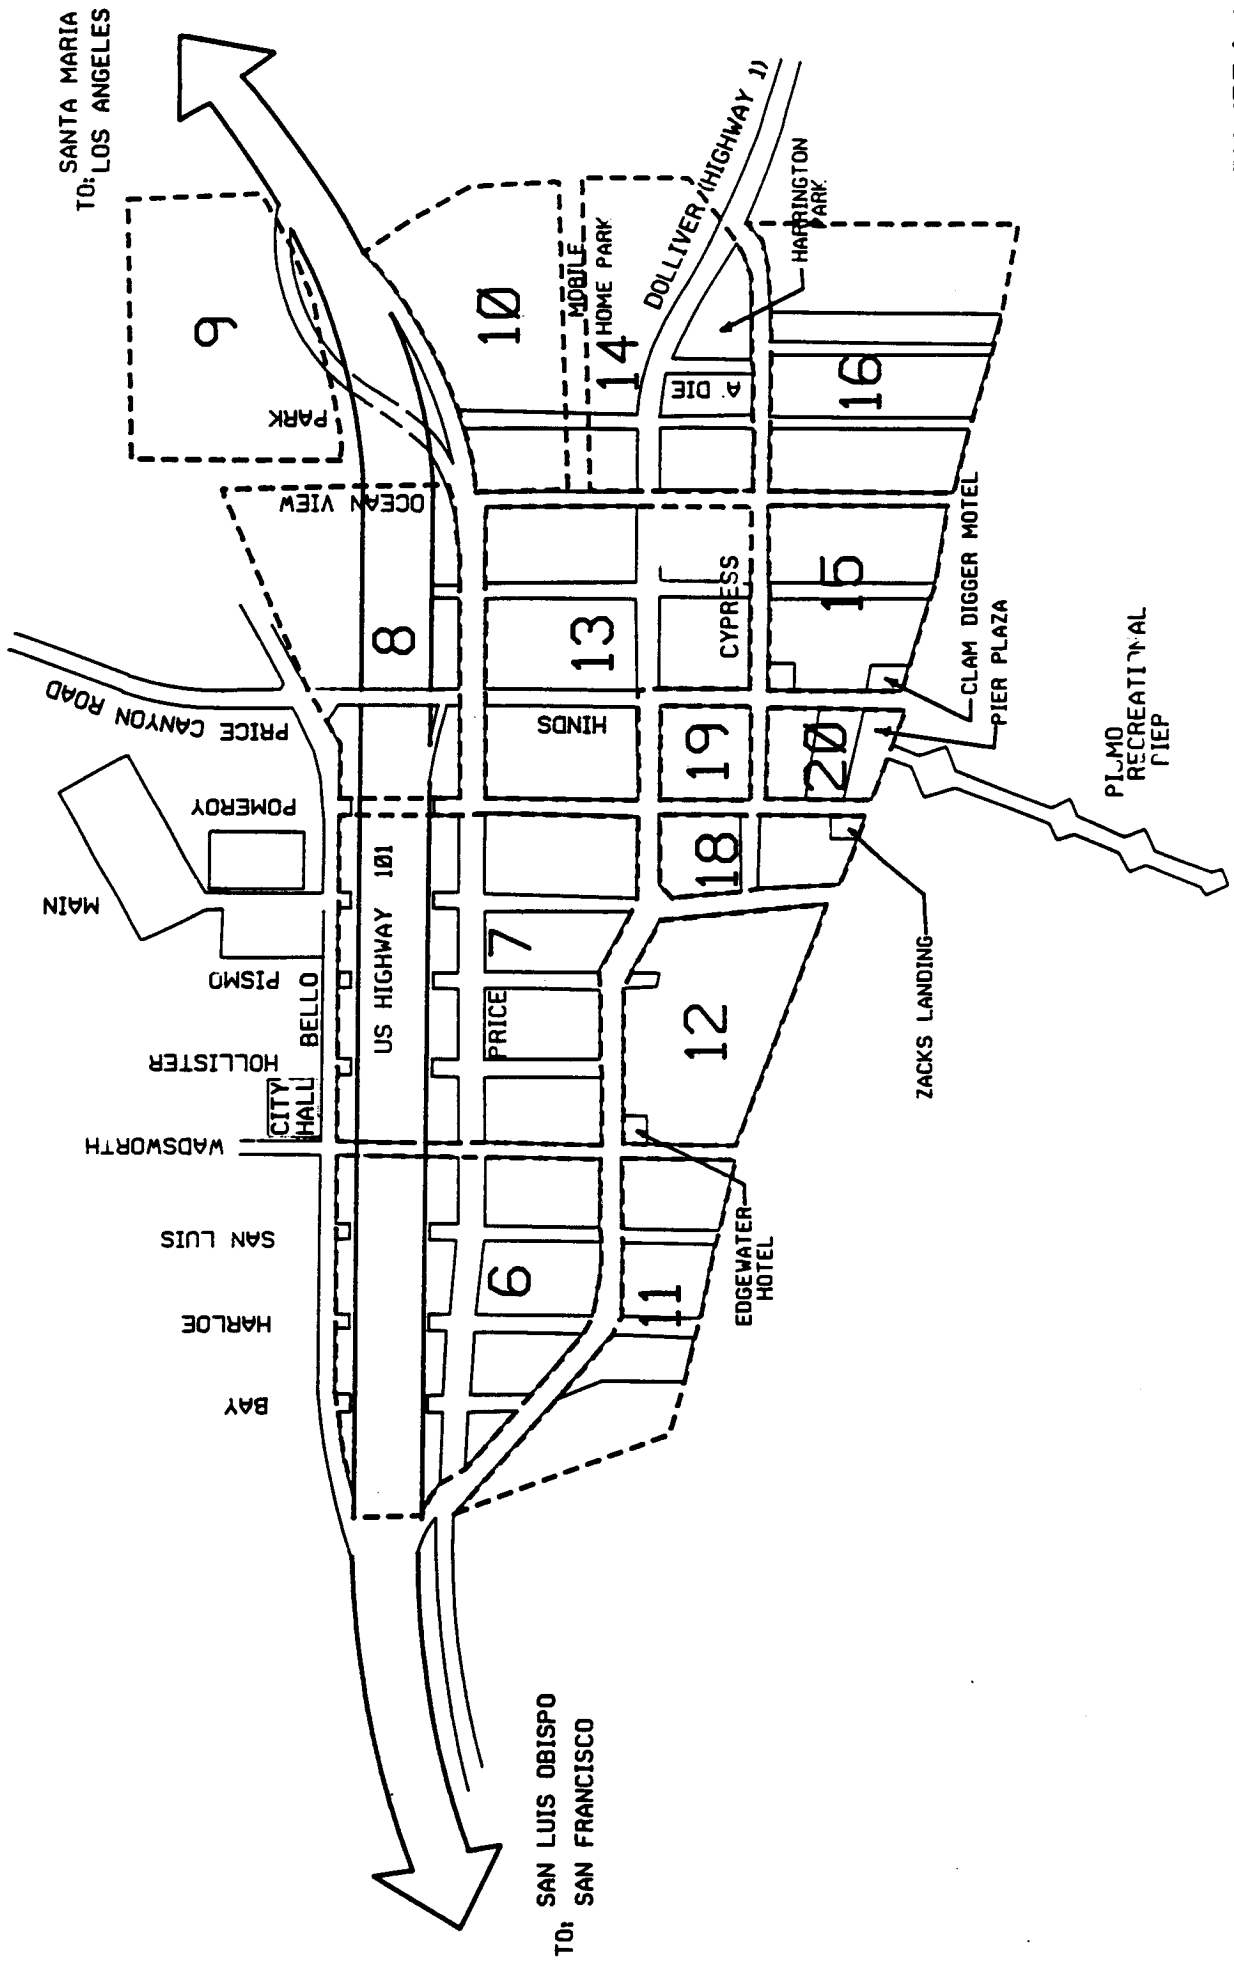 TO: SANTA MARIA
LOS ANGELES
9
PARK
10
MOBILE
HOME PARK
14
DOLLIVER/(HIGHWAY 1)
HARRINGTON
PARK
16
OCEAN VIEW
8
13
CYPRESS
15
CLAM DIGGER MOTEL
PIER PLAZA
PRICE CANYON ROAD
HINDS
19
20
RECREATIONAL
POMEROY
18
MAIN
US HIGHWAY 101
7
PISMO
BELLO
PRICE
12
ZACKS LANDING
HOLLISTER
CITY
HALL
WADSWORTH
SAN LUIS
6
11
EDGEWATER
HOTEL
HARLOE
BAY
TO: SAN LUIS OBISPO
SAN FRANCISCO